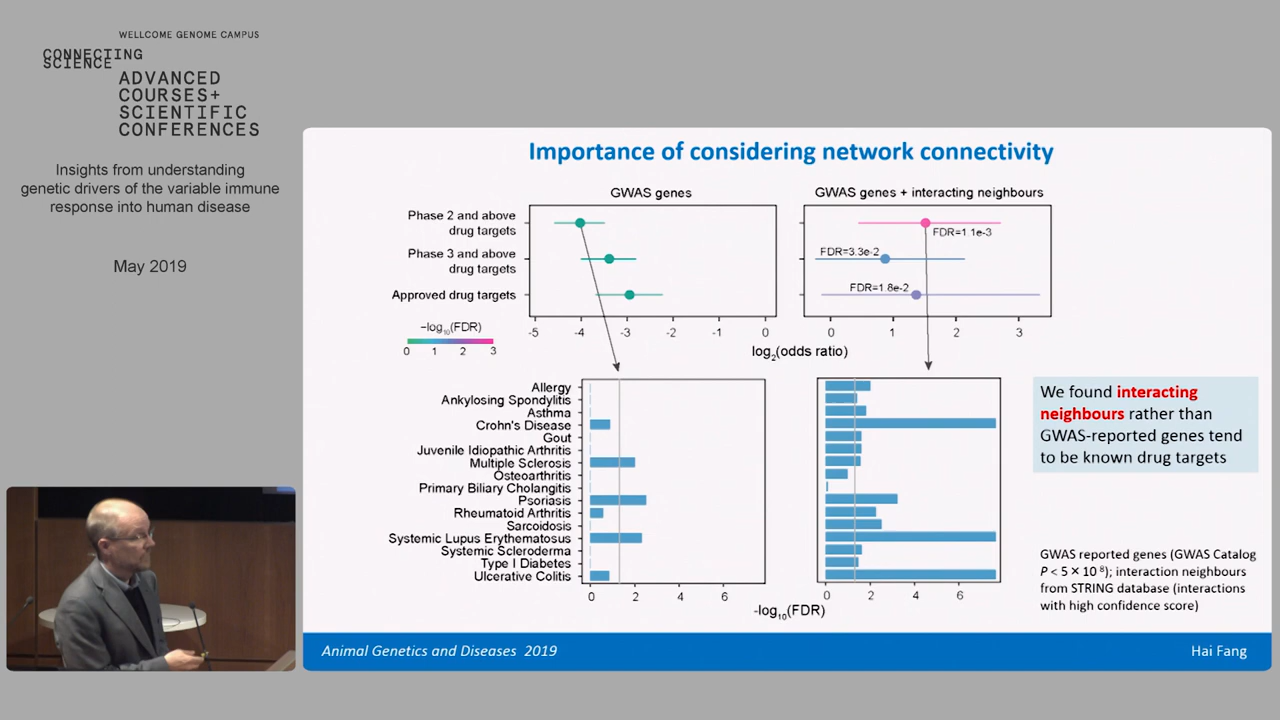 WELLCOME GENOME CAMPUS
CONNECTING
SCIENCE
ADVANCED
COURSES+
SCIENTIFIC
CONFERENCES
Insights from understanding
genetic drivers of the variable immune
response into human disease
May 2019
Importance of considering network connectivity
GWAS genes
GWAS genes + interacting neighbours
Phase 2 and above
drug targets
Phase 3 and above
drug targets
Approved drug targets
FDR=1.1e-3
FDR=3.3e-2
FDR=1.8e-2
−log10(FDR)
0 1 2 3
-5 -4 -3 -2 -1 0
0 1 2 3
log2(odds ratio)
Allergy
Ankylosing Spondylitis
Asthma
Crohn's Disease
Gout
Juvenile Idiopathic Arthritis
Multiple Sclerosis
Osteoarthritis
Primary Biliary Cholangitis
Psoriasis
Rheumatoid Arthritis
Sarcoidosis
Systemic Lupus Erythematosus
Systemic Scleroderma
Type I Diabetes
Ulcerative Colitis
0 2 4 6
0 2 4 6
-log10(FDR)
We found interacting
neighbours rather than
GWAS-reported genes tend
to be known drug targets
GWAS reported genes (GWAS Catalog
P < 5 × 10 8); interaction neighbours
from STRING database (interactions
with high confidence score)
Animal Genetics and Diseases 2019
Hai Fang